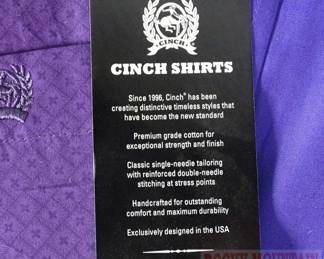 CINCH
CINCH SHIRTS
Since 1996, Cinch® has been
creating distinctive timeless styles that
have become the new standard
Premium grade cotton for
exceptional strength and finish
Classic single-needle tailoring
with reinforced double-needle
stitching at stress points
Handcrafted for outstanding
comfort and maximum durability
Exclusively designed in the USA
ROCKY MOUNTAIN